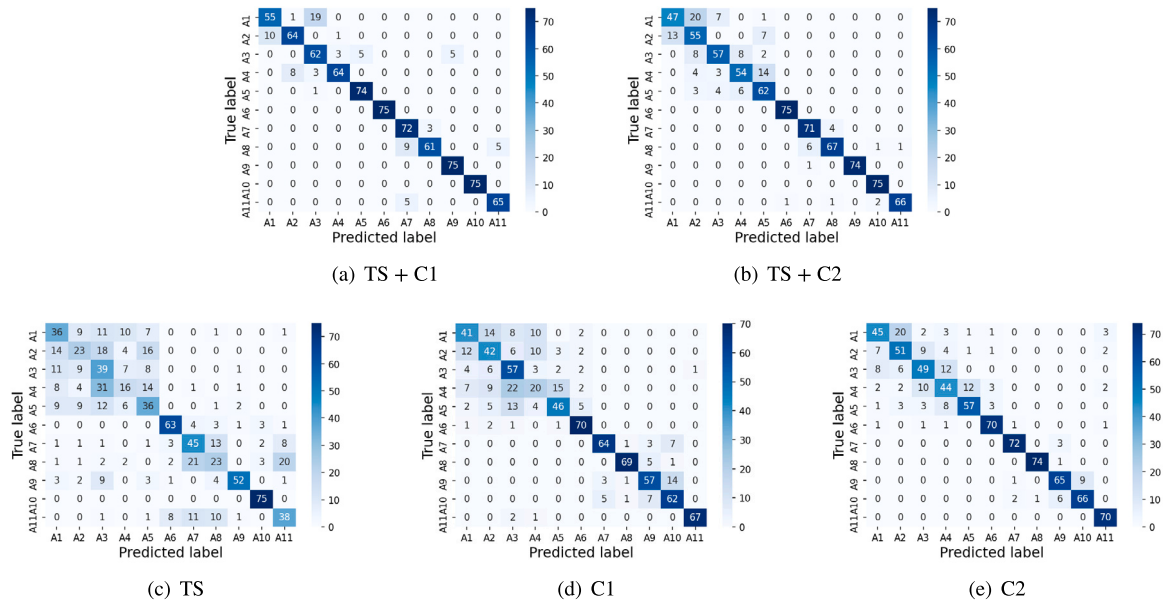 True label
A1 55 1 19 0 0 0 0 0 0 0 0
A2 10 64 0 1 0 0 0 0 0 0 0
A3 0 0 62 3 5 0 0 0 5 0 0
A4 0 8 3 64 0 0 0 0 0 0 0
A5 0 0 1 0 74 0 0 0 0 0 0
A6 0 0 0 0 0 75 0 0 0 0 0
A7 0 0 0 0 0 0 72 3 0 0 0
A8 0 0 0 0 0 0 9 61 0 0 5
A9 0 0 0 0 0 0 0 0 75 0 0
A10 0 0 0 0 0 0 0 0 0 75 0
A11 0 0 0 0 0 0 5 0 0 0 65
A1 A2 A3 A4 A5 A6 A7 A8 A9 A10 A11
Predicted label
70
60
50
40
30
20
10
0
(a) TS + C1
True label
A1 47 20 7 0 1 0 0 0 0 0 0
A2 13 55 0 0 7 0 0 0 0 0 0
A3 0 8 57 8 2 0 0 0 0 0 0
A4 0 4 3 54 14 0 0 0 0 0 0
A5 0 3 4 6 62 0 0 0 0 0 0
A6 0 0 0 0 0 75 0 0 0 0 0
A7 0 0 0 0 0 0 71 4 0 0 0
A8 0 0 0 0 0 0 6 67 0 1 1
A9 0 0 0 0 0 0 1 0 74 0 0
A10 0 0 0 0 0 0 0 0 0 75 0
A11 0 0 0 0 0 1 0 1 0 2 66
A1 A2 A3 A4 A5 A6 A7 A8 A9 A10 A11
Predicted label
70
60
50
40
30
20
10
0
(b) TS + C2
True label
A1 36 9 11 10 7 0 0 1 0 0 1
A2 14 23 18 4 16 0 0 0 0 0 0
A3 11 9 39 7 8 0 0 0 1 0 0
A4 8 4 31 16 14 0 1 0 1 0 0
A5 9 9 12 6 36 0 0 1 2 0 0
A6 0 0 0 0 0 63 4 3 1 3 1
A7 1 1 1 0 1 3 45 13 0 2 8
A8 1 1 2 2 0 2 21 23 0 3 20
A9 3 2 9 0 3 1 0 4 52 0 1
A10 0 0 0 0 0 0 0 0 0 75 0
A11 0 0 1 0 1 8 11 10 1 0 38
A1 A2 A3 A4 A5 A6 A7 A8 A9 A10 A11
Predicted label
70
60
50
40
30
20
10
0
(c) TS
True label
A1 41 14 8 10 0 2 0 0 0 0 0
A2 12 42 6 10 3 2 0 0 0 0 0
A3 4 6 57 3 2 2 0 0 0 0 1
A4 7 9 22 20 15 2 0 0 0 0 0
A5 2 5 13 4 46 5 0 0 0 0 0
A6 1 2 1 0 1 70 0 0 0 0 0
A7 0 0 0 0 0 0 64 1 3 7 0
A8 0 0 0 0 0 0 0 69 5 1 0
A9 0 0 0 0 0 0 3 1 57 14 0
A10 0 0 0 0 0 0 5 1 7 62 0
A11 0 0 2 1 0 0 0 0 0 0 67
A1 A2 A3 A4 A5 A6 A7 A8 A9 A10 A11
Predicted label
70
60
50
40
30
20
10
0
(d) C1
True label
A1 45 20 2 3 1 1 0 0 0 0 3
A2 7 51 9 4 1 1 0 0 0 0 2
A3 8 6 49 12 0 0 0 0 0 0 0
A4 2 2 10 44 12 3 0 0 0 0 2
A5 1 3 3 8 57 3 0 0 0 0 0
A6 1 0 1 1 0 70 1 0 0 0 1
A7 0 0 0 0 0 0 72 0 3 0 0
A8 0 0 0 0 0 0 0 74 1 0 0
A9 0 0 0 0 0 0 1 0 65 9 0
A10 0 0 0 0 0 0 2 1 6 66 0
A11 0 0 0 0 0 0 0 0 0 0 70
A1 A2 A3 A4 A5 A6 A7 A8 A9 A10 A11
Predicted label
70
60
50
40
30
20
10
0
(e) C2